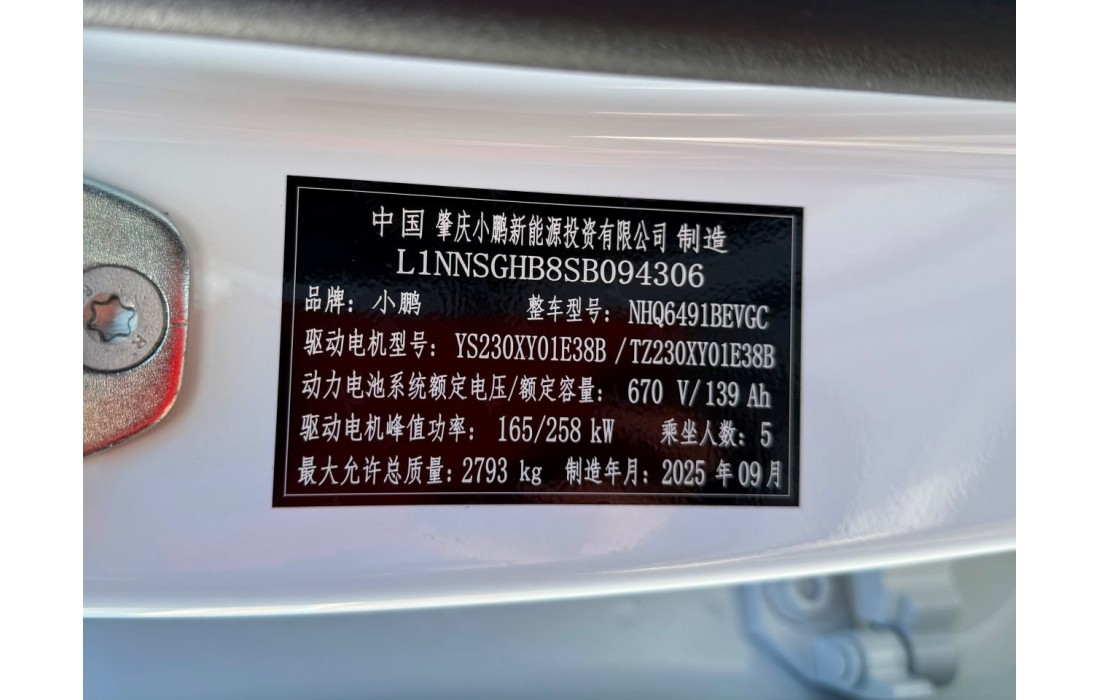 中国 肇庆小鹏新能源投资有限公司 制造
L1NNSGHB8SB094306
品牌：小鹏 整车型号：NHQ6491BEVGC
驱动电机型号：YS230XY01E38B /TZ230XY01E38B
动力电池系统额定电压/额定容量：670 V/139 Ah
驱动电机峰值功率：165/258 kW 乘坐人数：5
最大允许总质量：2793 kg 制造年月：2025 年 09 月